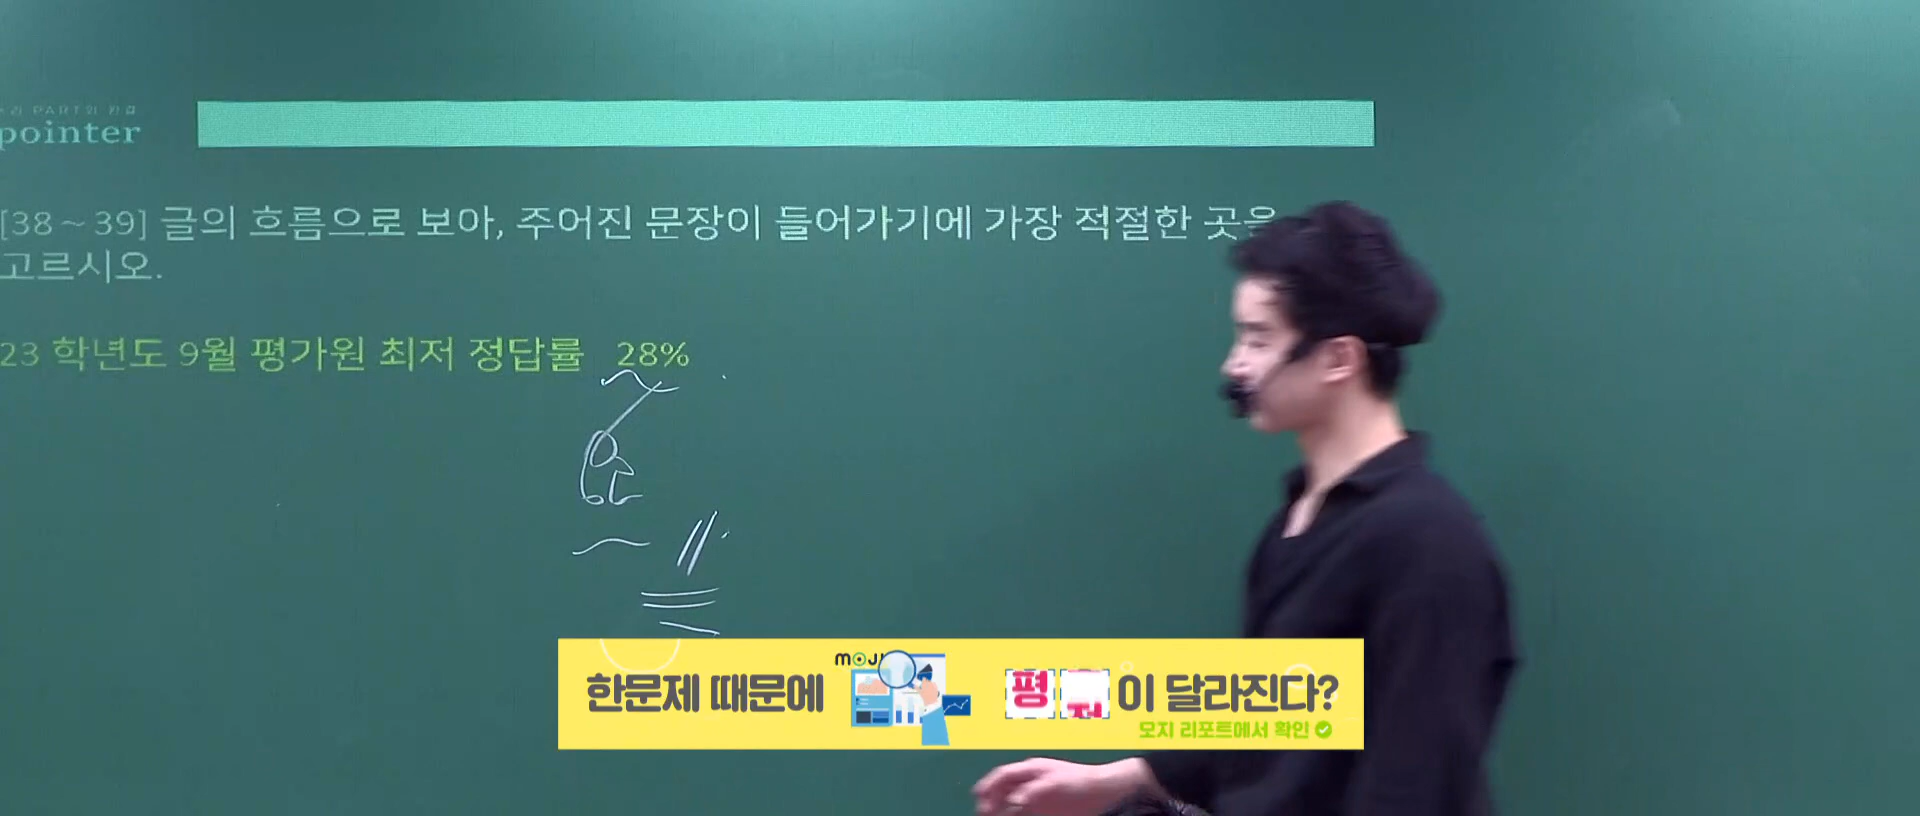 pointer
[38~39] 글의 흐름으로 보아, 주어진 문장이 들어가기에 가장 적절한 곳을
고르시오.
23 학년도 9월 평가원 최저 정답률 28%
한문제 때문에
이 달라진다?
모지 리포트에서 확인